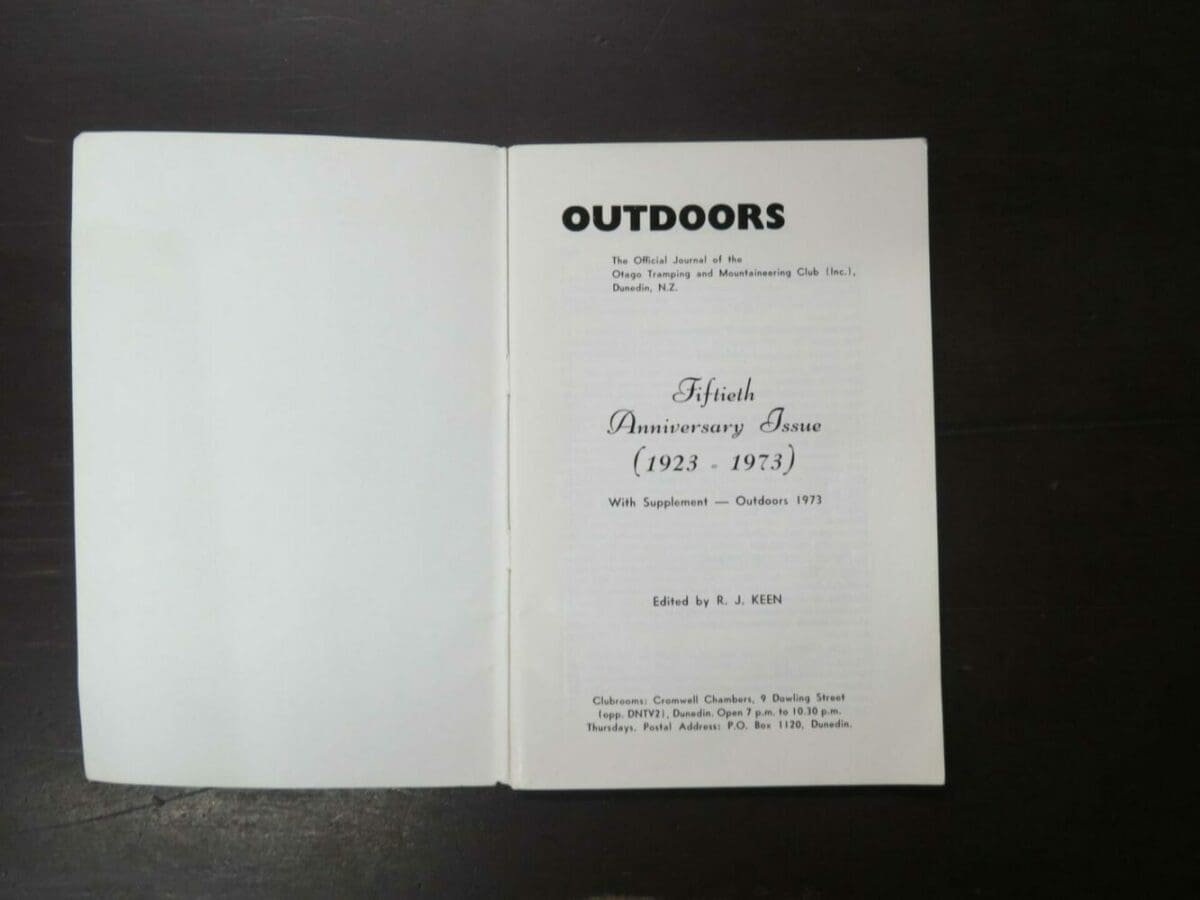 OUTDOORS
The Official Journal of the
Otago Tramping and Mountaineering Club (Inc.),
Dunedin, N.Z.
Fiftieth
Anniversary Issue
(1923 - 1973)
With Supplement — Outdoors 1973
Edited by R. J. KEEN
Clubrooms: Cromwell Chambers, 9 Dowling Street
(opp. DNTV2), Dunedin. Open 7 p.m. to 10.30 p.m.
Thursdays. Postal Address: P.O. Box 1120, Dunedin.